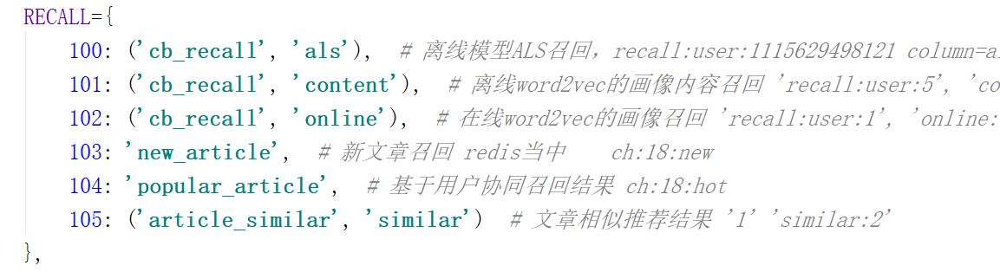 RECALL={
100: ('cb_recall', 'als'),  # 离线模型ALS召回，recall:user:1115629498121 column=a
101: ('cb_recall', 'content'),  # 离线word2vec的画像内容召回 'recall:user:5', 'co
102: ('cb_recall', 'online'),  # 在线word2vec的画像召回 'recall:user:1', 'online:
103: 'new_article',  # 新文章召回 redis当中    ch:18:new
104: 'popular_article',  # 基于用户协同召回结果 ch:18:hot
105: ('article_similar', 'similar')  # 文章相似推荐结果 '1' 'similar:2'
},